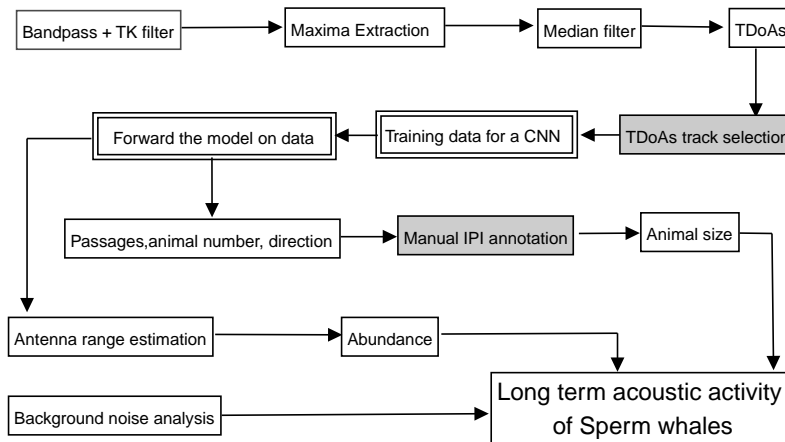 Bandpass + TK filter
Maxima Extraction
Median filter
TDoAs
Forward the model on data
Training data for a CNN
TDoAs track selection
Passages,animal number, direction
Manual IPI annotation
Animal size
Antenna range estimation
Abundance
Background noise analysis
Long term acoustic activity
of Sperm whales